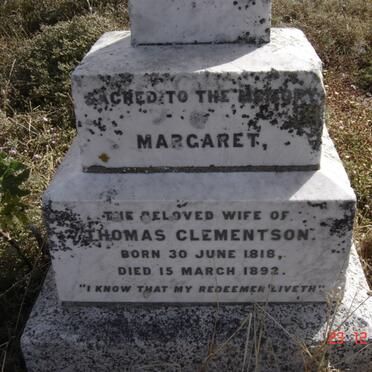 SACRED TO THE MEMORY
MARGARET,
THE BELOVED WIFE OF
THOMAS CLEMENTSON.
BORN 30 JUNE 1818,
DIED 15 MARCH 1892.
"I KNOW THAT MY REDEEMER LIVETH"
23 12